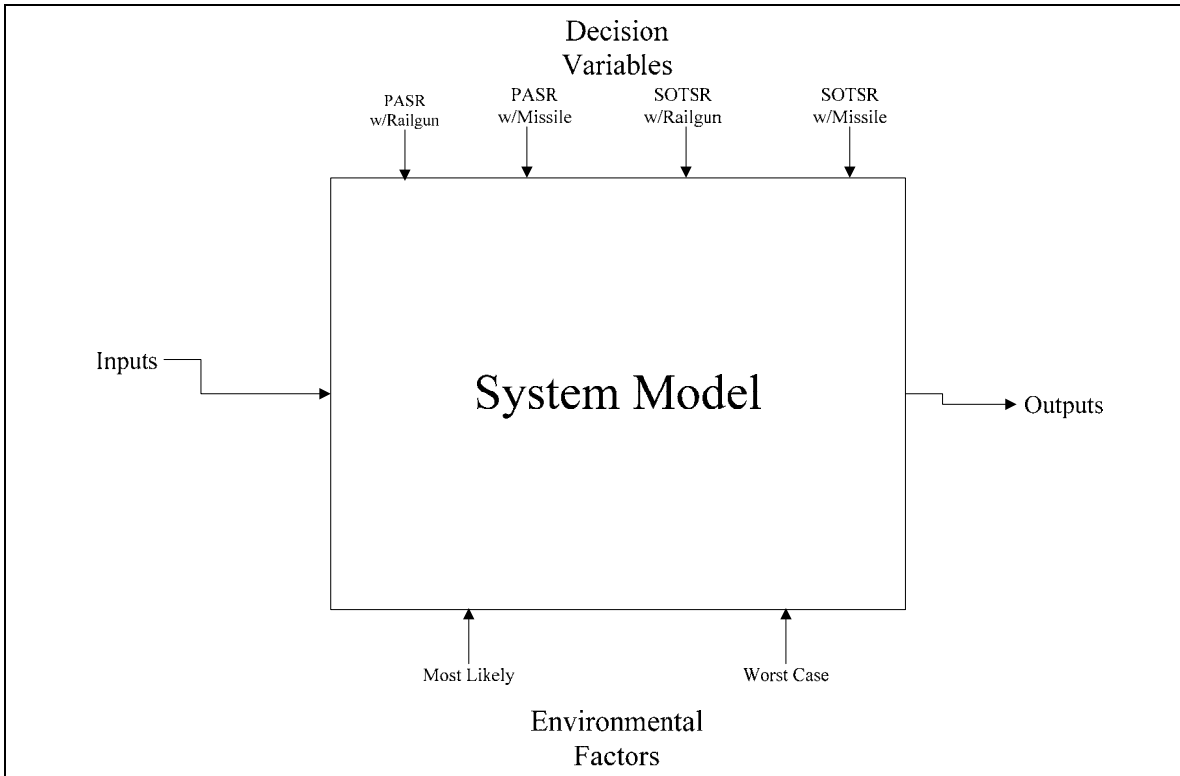 Decision
Variables
PASR
w/Railgun
PASR
w/Missile
SOTSR
w/Railgun
SOTSR
w/Missile
Inputs
System Model
Outputs
Most Likely
Worst Case
Environmental
Factors